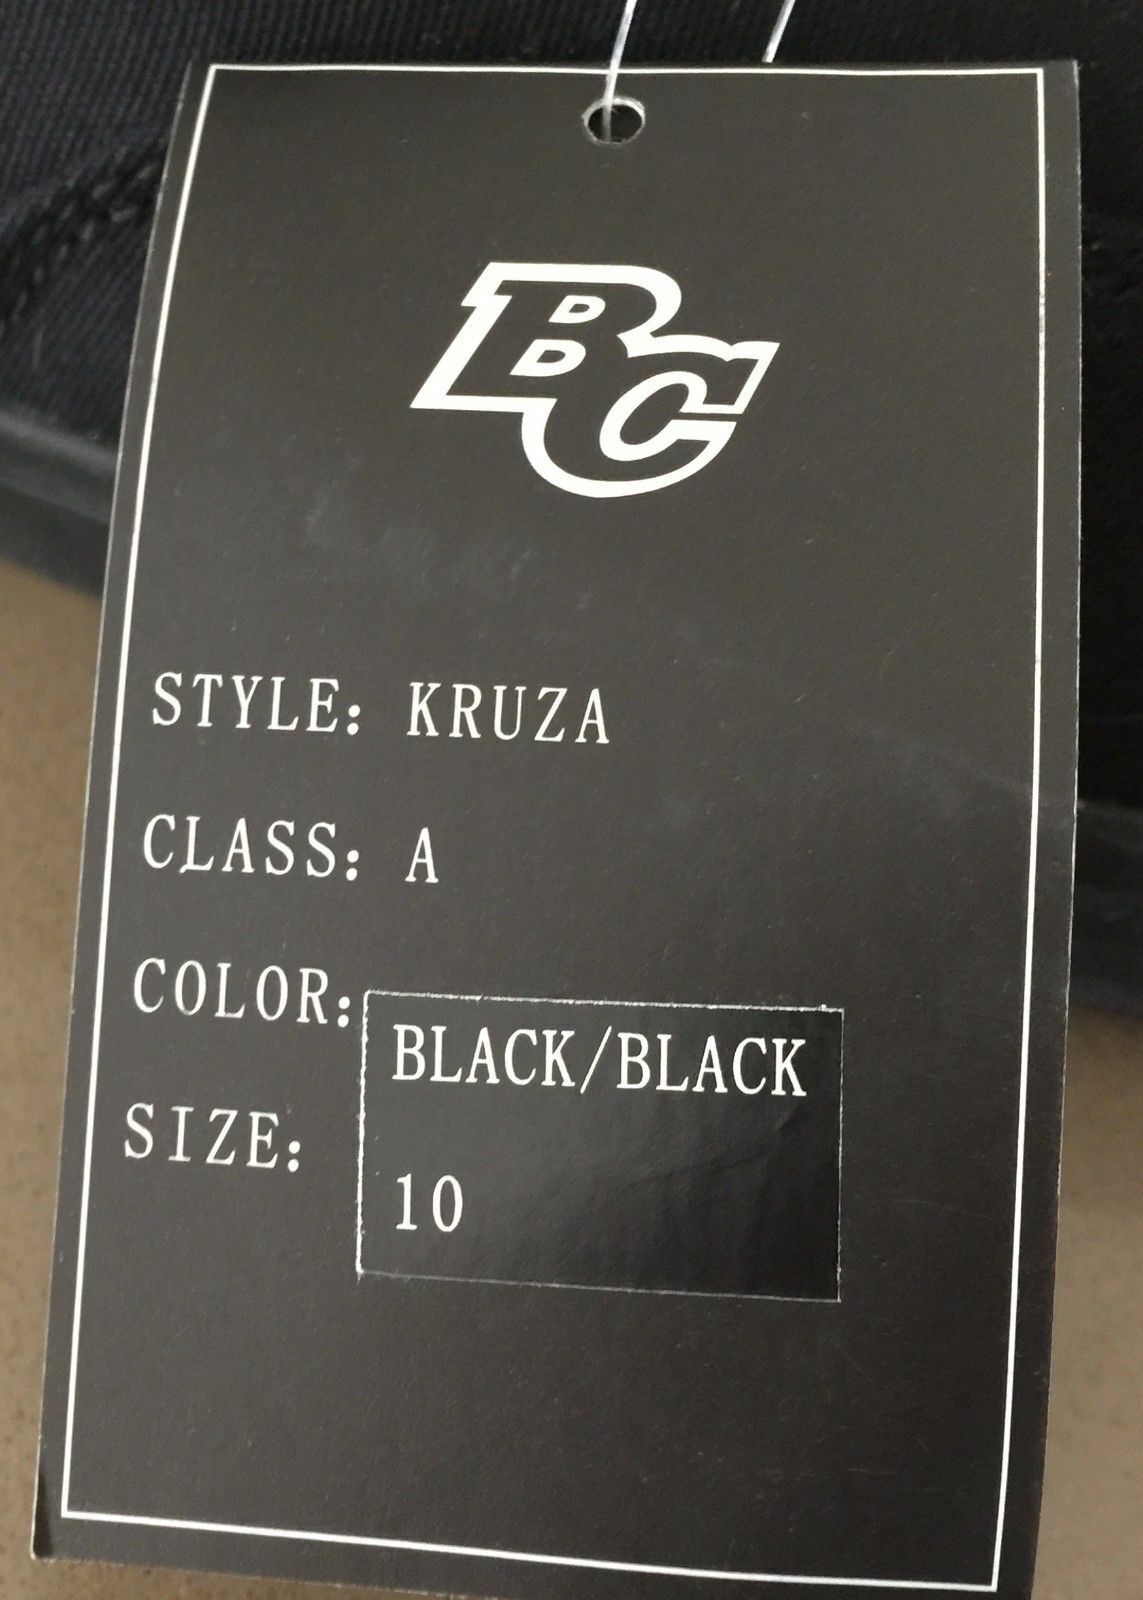 BC
STYLE: KRUZA
CLASS: A
COLOR: BLACK/BLACK
SIZE: 10